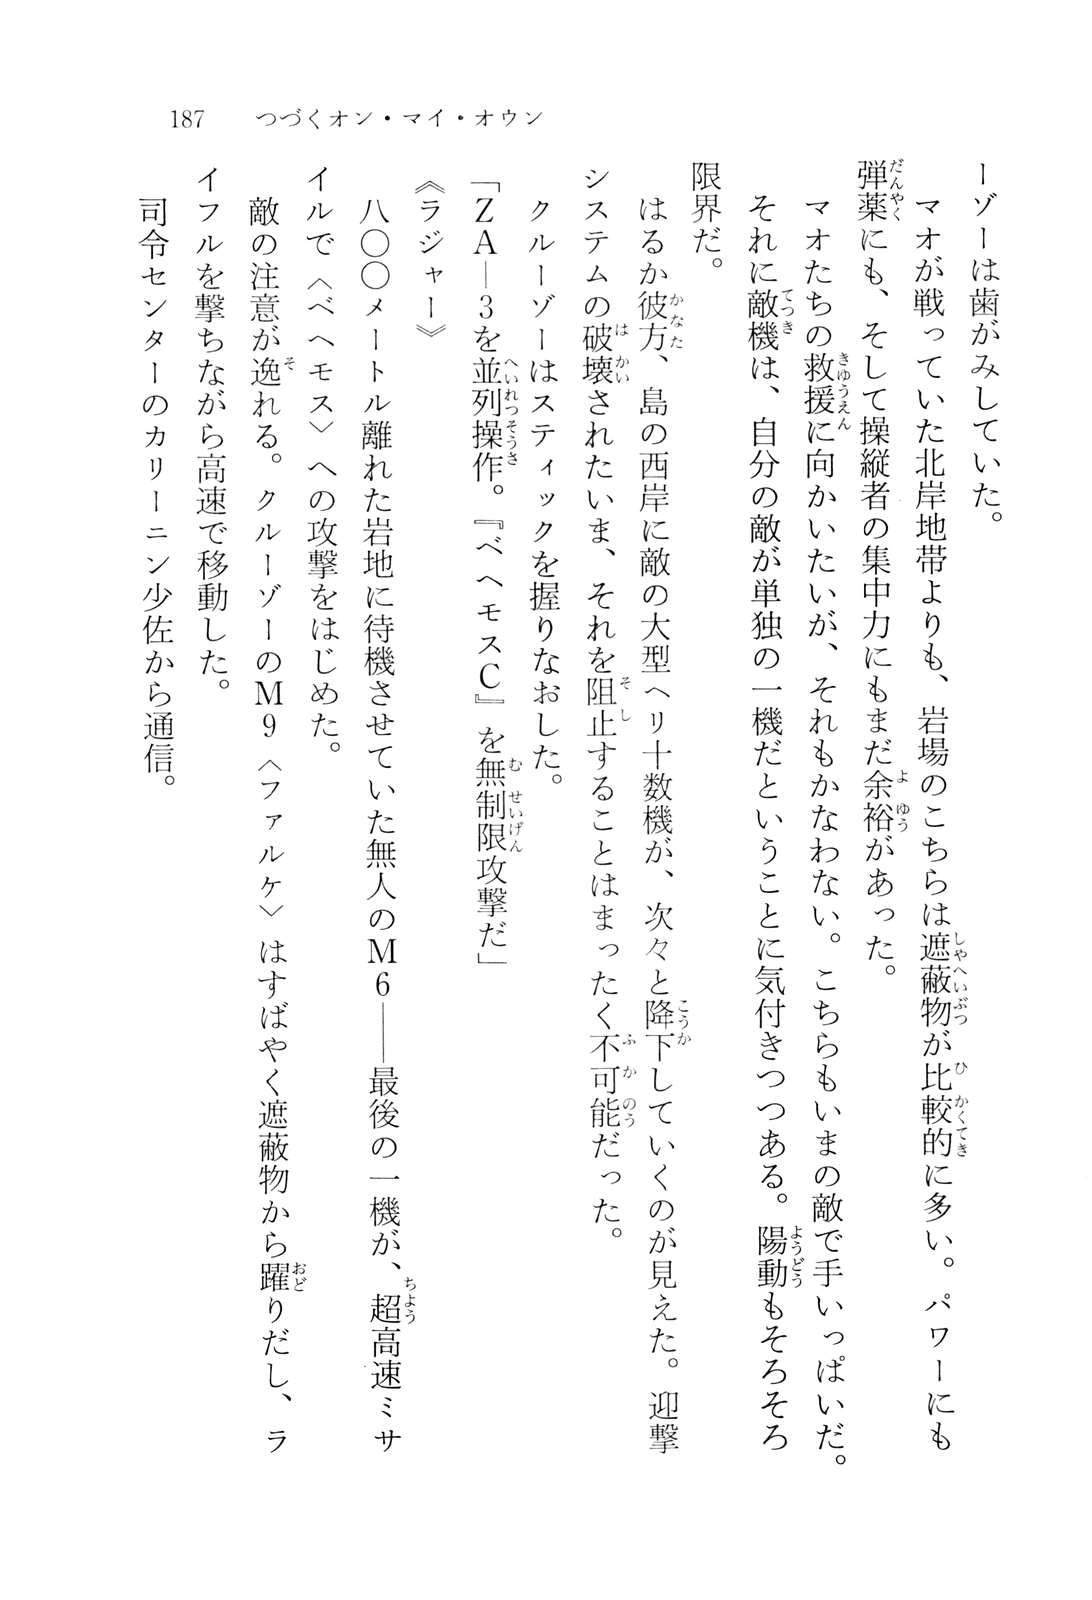 187　つづくオン・マイ・オウン
ーゾーは歯がみしていた。
　マオが戦っていた北岸地帯よりも、岩場のこちらは遮蔽物が比較的に多い。パワーにも
弾薬にも、そして操縦者の集中力にもまだ余裕があった。
　マオたちの救援に向かいたいが、それもかなわない。こちらもいまの敵で手いっぱいだ。
　それに敵機は、自分の敵が単独の一機だということに気付きつつある。陽動もそろそろ
限界だ。
　はるか彼方、島の西岸に敵の大型ヘリ十数機が、次々と降下していくのが見えた。迎撃
システムの破壊されたいま、それを阻止することはまったく不可能だった。
　クルーゾーはスティックを握りなおした。
「ＺＡ―３を並列操作。『ベヘモスＣ』を無制限攻撃だ」
《ラジャー》
　八〇〇メートル離れた岩地に待機させていた無人のＭ６――最後の一機が、超高速ミサ
イルで〈ベヘモス〉への攻撃をはじめた。
　敵の注意が逸れる。クルーゾーのＭ９〈ファルケ〉はすばやく遮蔽物から躍りだし、ラ
イフルを撃ちながら高速で移動した。
　司令センターのカリーニン少佐から通信。